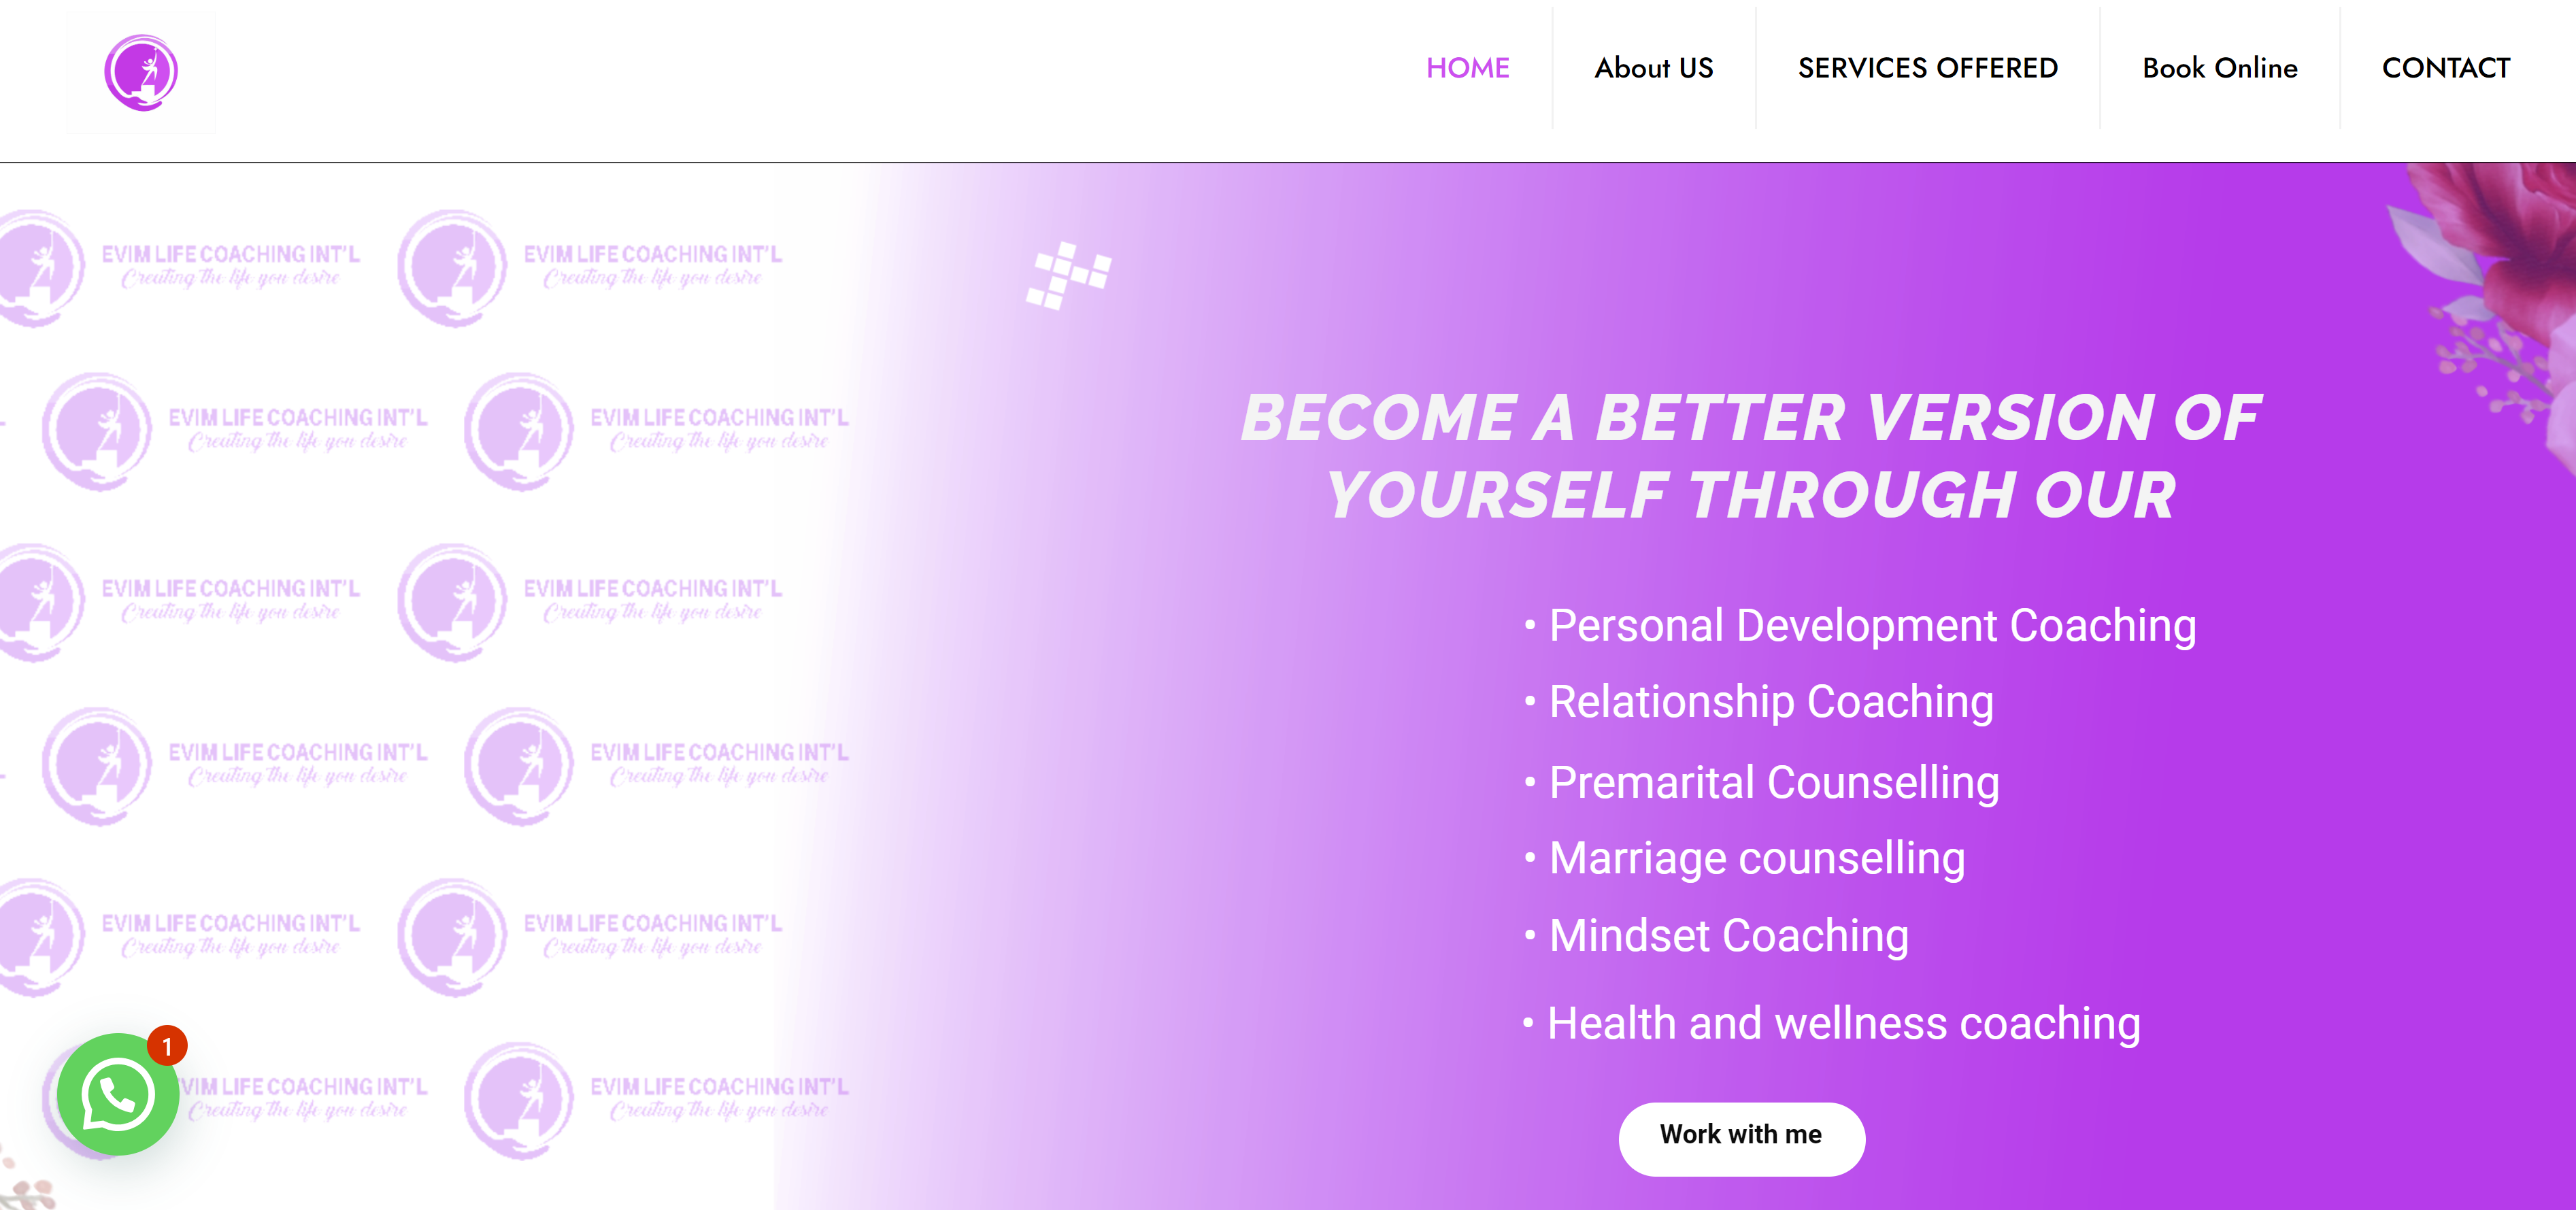 HOME
About US
SERVICES OFFERED
Book Online
CONTACT
EVIM LIFE COACHING INT'L
Creating the life you desire
EVIM LIFE COACHING INT'L
Creating the life you desire
L
EVIM LIFE COACHING INT'L
Creating the life you desire
EVIM LIFE COACHING INT'L
Creating the life you desire
EVIM LIFE COACHING INT'L
Creating the life you desire
EVIM LIFE COACHING INT'L
Creating the life you desire
EVIM LIFE COACHING INT'L
Creating the life you desire
EVIM LIFE COACHING INT'L
Creating the life you desire
EVIM LIFE COACHING INT'L
Creating the life you desire
EVIM LIFE COACHING INT'L
Creating the life you desire
1
VIM LIFE COACHING INT'L
Creating the life you desire
EVIM LIFE COACHING INT'L
Creating the life you desire
BECOME A BETTER VERSION OF
YOURSELF THROUGH OUR
• Personal Development Coaching
• Relationship Coaching
• Premarital Counselling
• Marriage counselling
• Mindset Coaching
• Health and wellness coaching
Work with me